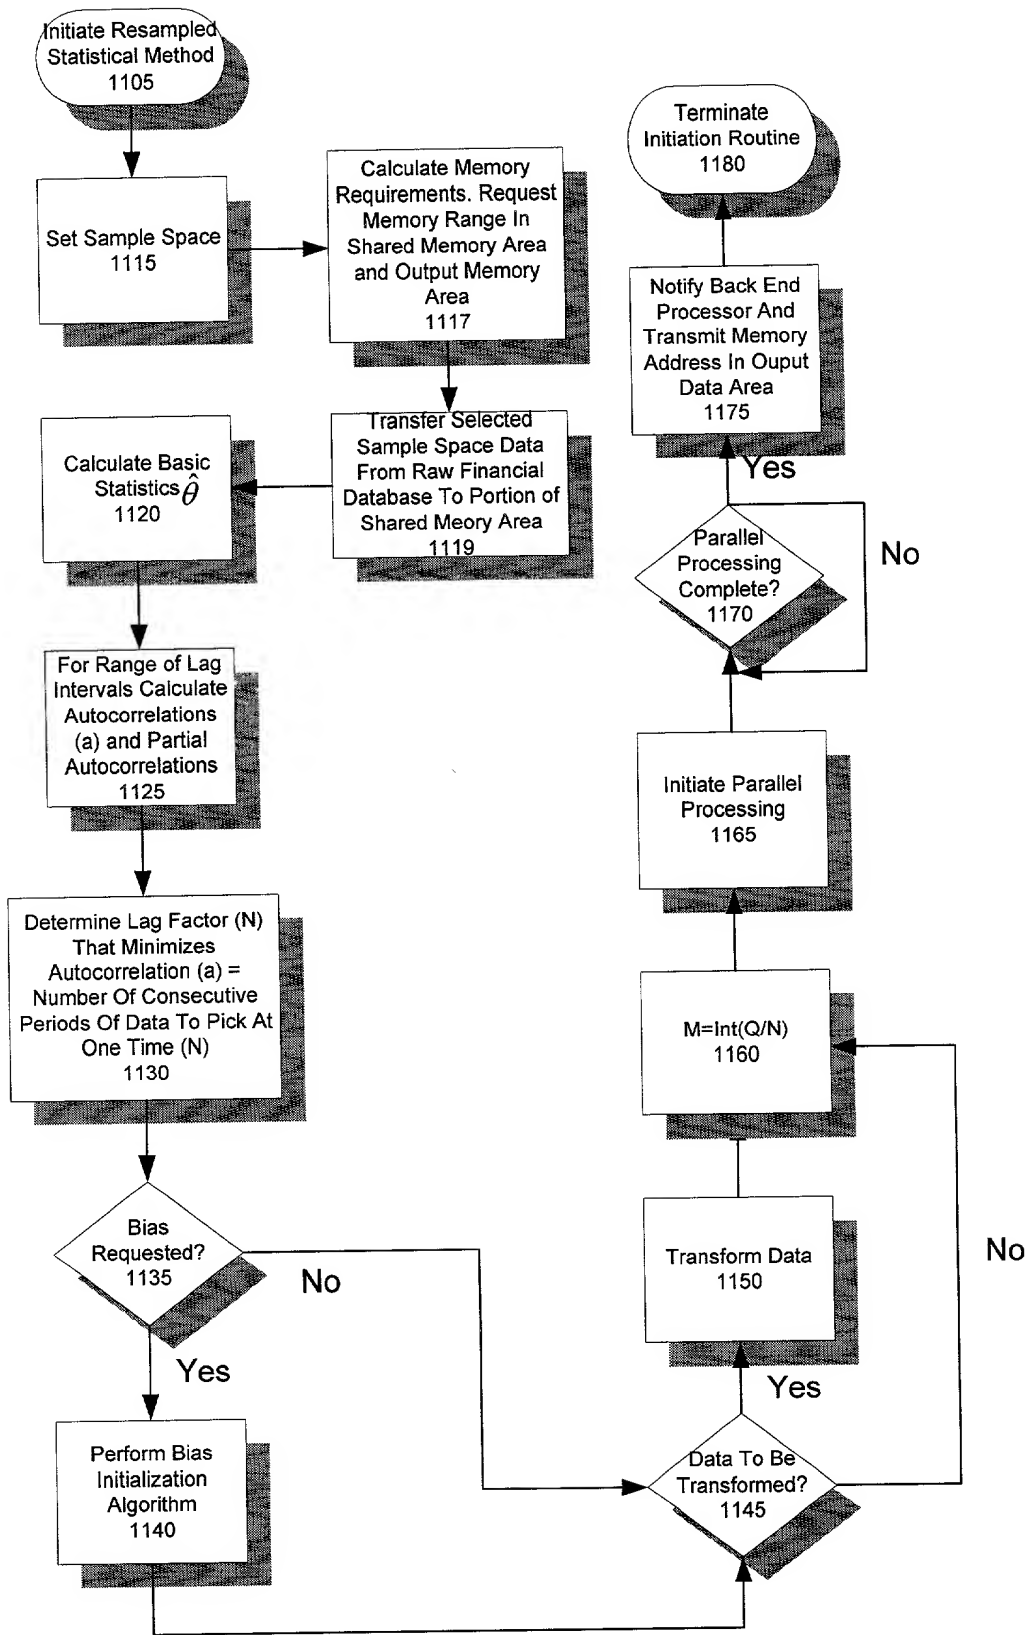 Initiate Resampled
Statistical Method
1105
Set Sample Space
1115
Calculate Memory
Requirements. Request
Memory Range In
Shared Memory Area
and Output Memory
Area
1117
Transfer Selected
Sample Space Data
From Raw Financial
Database To Portion of
Shared Meory Area
1119
Calculate Basic
Statistics θ̂
1120
For Range of Lag
Intervals Calculate
Autocorrelations
(a) and Partial
Autocorrelations
1125
Determine Lag Factor (N)
That Minimizes
Autocorrelation (a) =
Number Of Consecutive
Periods Of Data To Pick At
One Time (N)
1130
Bias
Requested?
1135
No
Yes
Perform Bias
Initialization
Algorithm
1140
Data To Be
Transformed?
1145
No
Yes
Transform Data
1150
M=Int(Q/N)
1160
Initiate Parallel
Processing
1165
Parallel
Processing
Complete?
1170
No
Yes
Notify Back End
Processor And
Transmit Memory
Address In Ouput
Data Area
1175
Terminate
Initiation Routine
1180